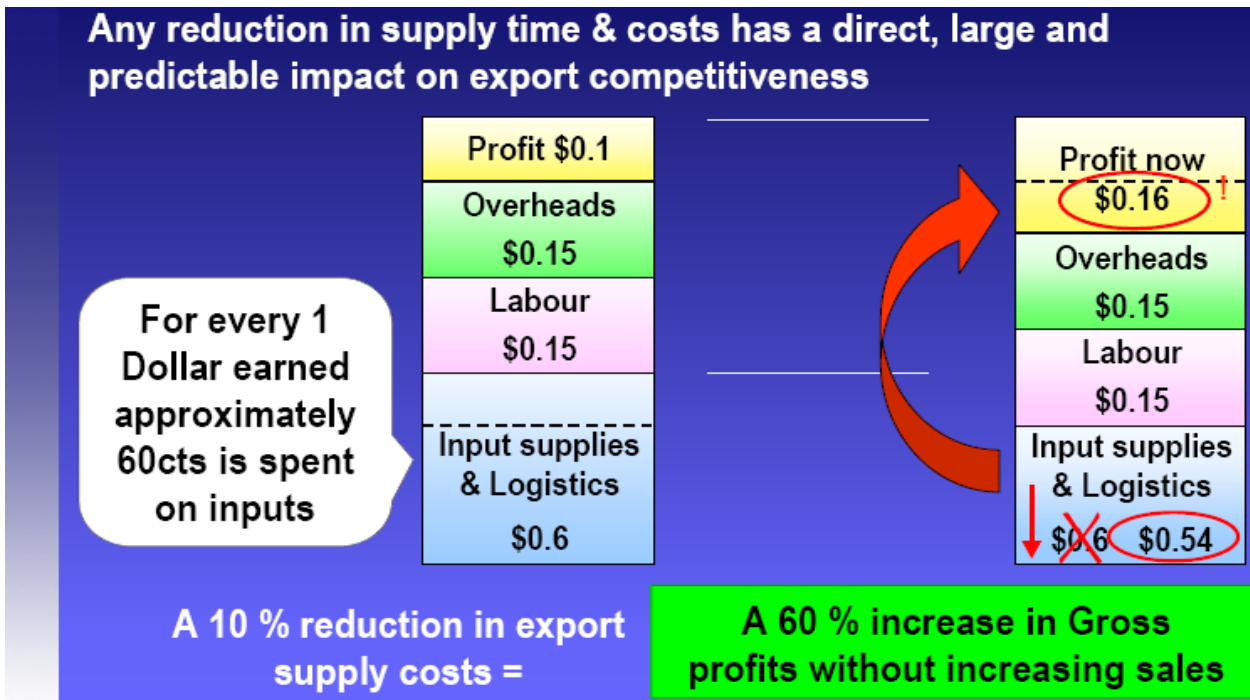 Any reduction in supply time & costs has a direct, large and
predictable impact on export competitiveness
Profit $0.1
Overheads
$0.15
Labour
$0.15
Input supplies
& Logistics
$0.6
For every 1
Dollar earned
approximately
60cts is spent
on inputs
Profit now
$0.16 !
Overheads
$0.15
Labour
$0.15
Input supplies
& Logistics
$0.6 $0.54
A 10 % reduction in export
supply costs =
A 60 % increase in Gross
profits without increasing sales